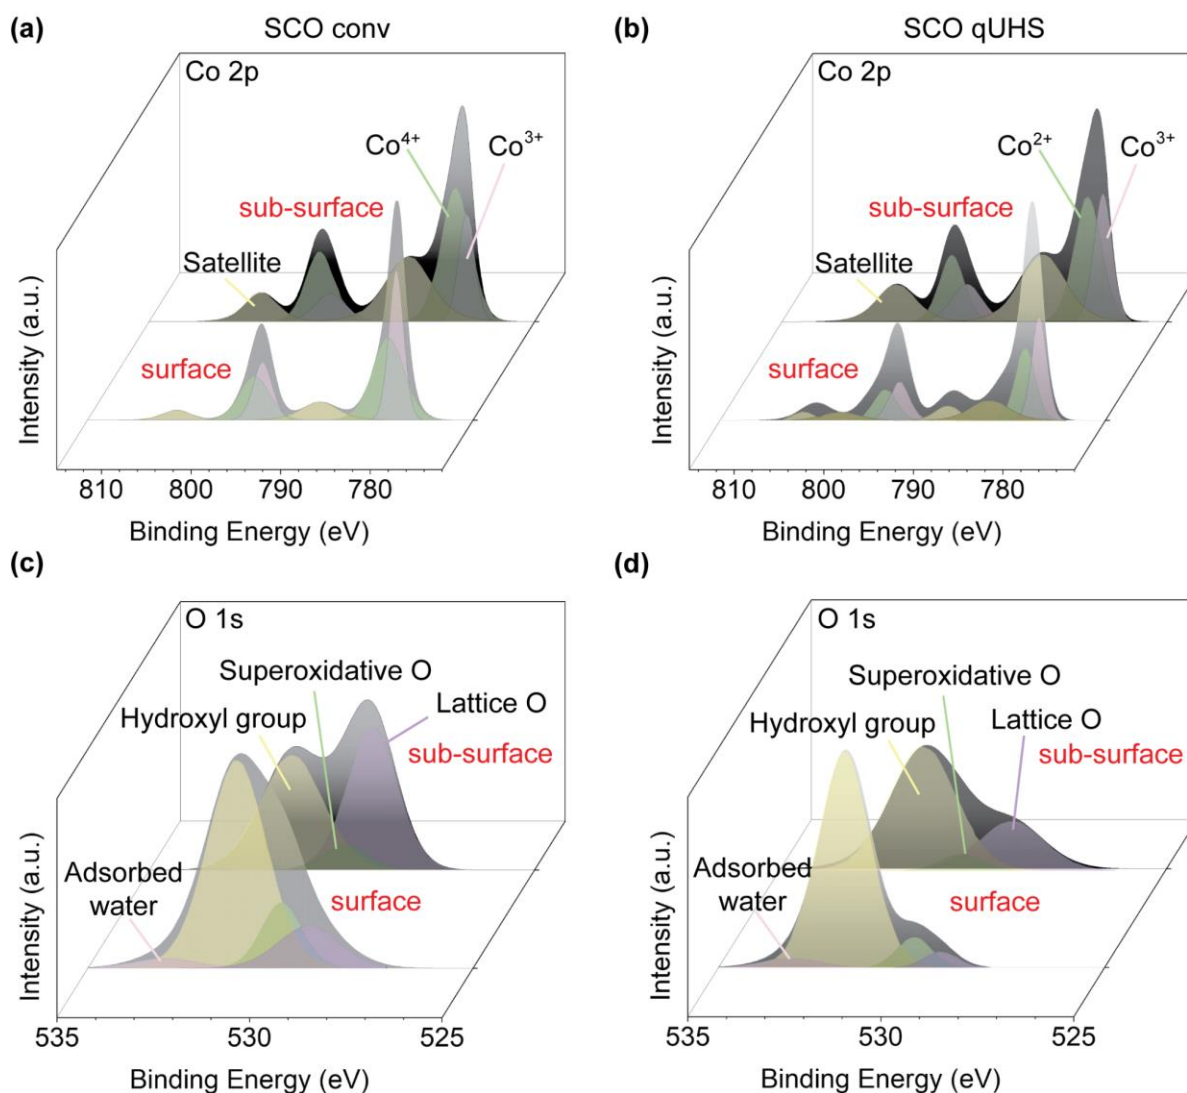 (a)
SCO conv
Co 2p
Co⁴⁺
Co³⁺
sub-surface
Satellite
surface
Intensity (a.u.)
810
800
790
780
Binding Energy (eV)
(b)
SCO qUHS
Co 2p
Co²⁺
Co³⁺
sub-surface
Satellite
surface
Intensity (a.u.)
810
800
790
780
Binding Energy (eV)
(c)
O 1s
Superoxidative O
Hydroxyl group
Lattice O
sub-surface
Adsorbed
water
surface
Intensity (a.u.)
535
530
525
Binding Energy (eV)
(d)
O 1s
Superoxidative O
Hydroxyl group
Lattice O
sub-surface
Adsorbed
water
surface
Intensity (a.u.)
535
530
525
Binding Energy (eV)